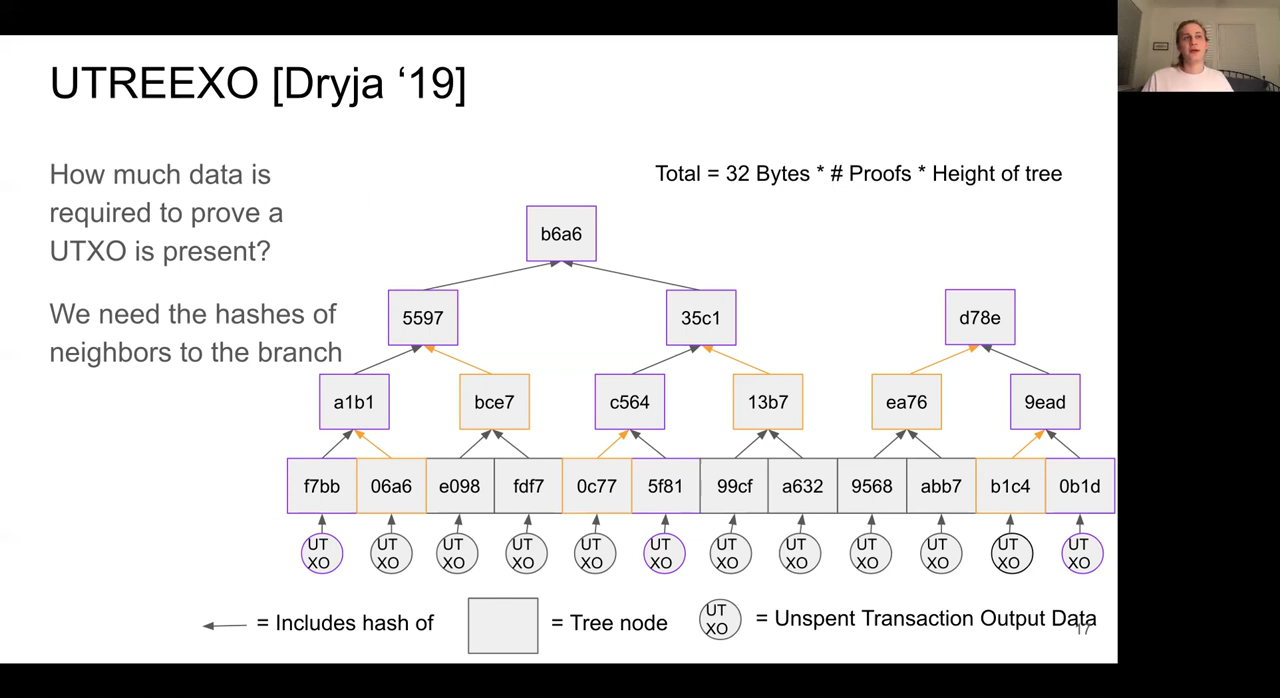 UTREEXO [Dryja ‘19]
How much data is
required to prove a
UTXO is present?
We need the hashes of
neighbors to the branch
Total = 32 Bytes * # Proofs * Height of tree
b6a6
5597 35c1 d78e
a1b1 bce7 c564 13b7 ea76 9ead
f7bb 06a6 e098 fdf7 0c77 5f81 99cf a632 9568 abb7 b1c4 0b1d
UT UT UT UT UT UT UT UT UT UT UT UT
XO XO XO XO XO XO XO XO XO XO XO XO
= Includes hash of
= Tree node
UT
XO
= Unspent Transaction Output Data
17